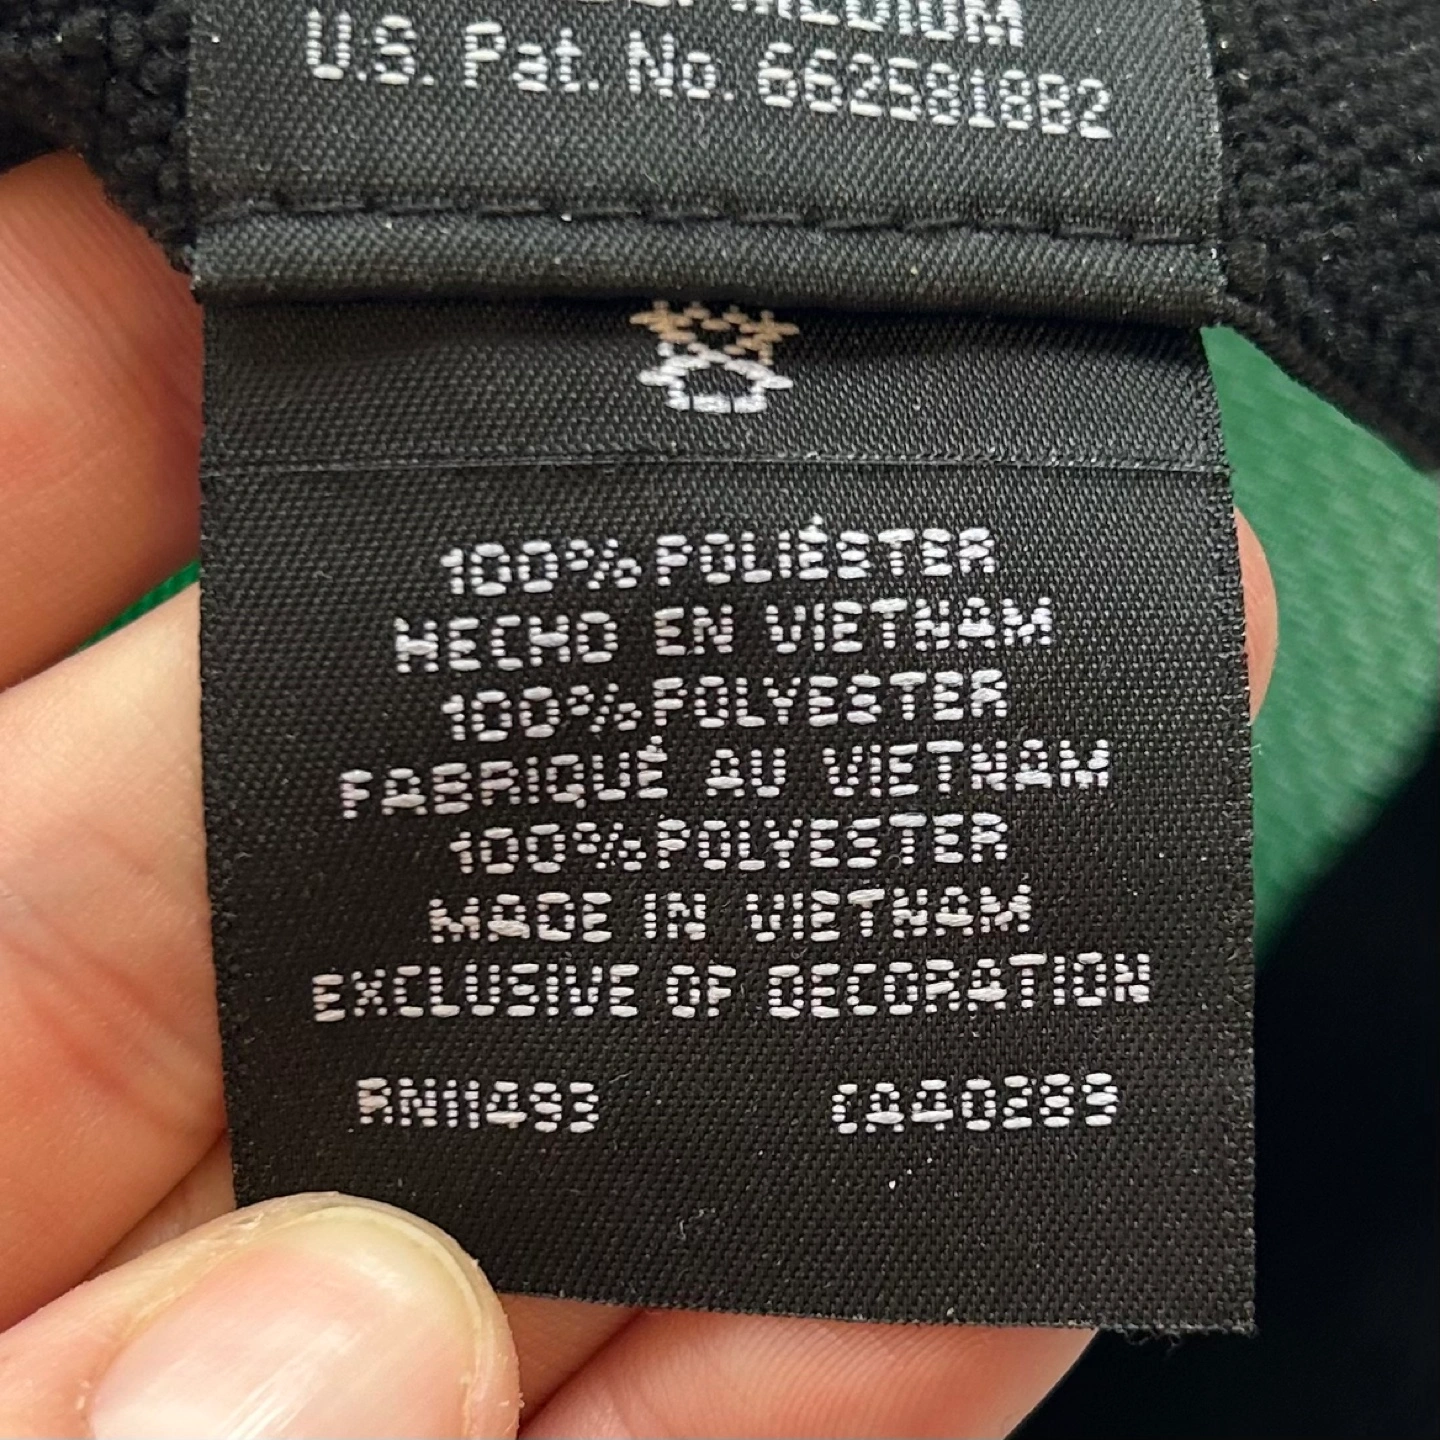 MEDIUM
U.S. Pat. No. 6625818B2
100% POLIÉSTER
HECHO EN VIETNAM
100% POLYESTER
FABRIQUÉ AU VIETNAM
100% POLYESTER
MADE IN VIETNAM
EXCLUSIVE OF DECORATION
RN11493 CA40289